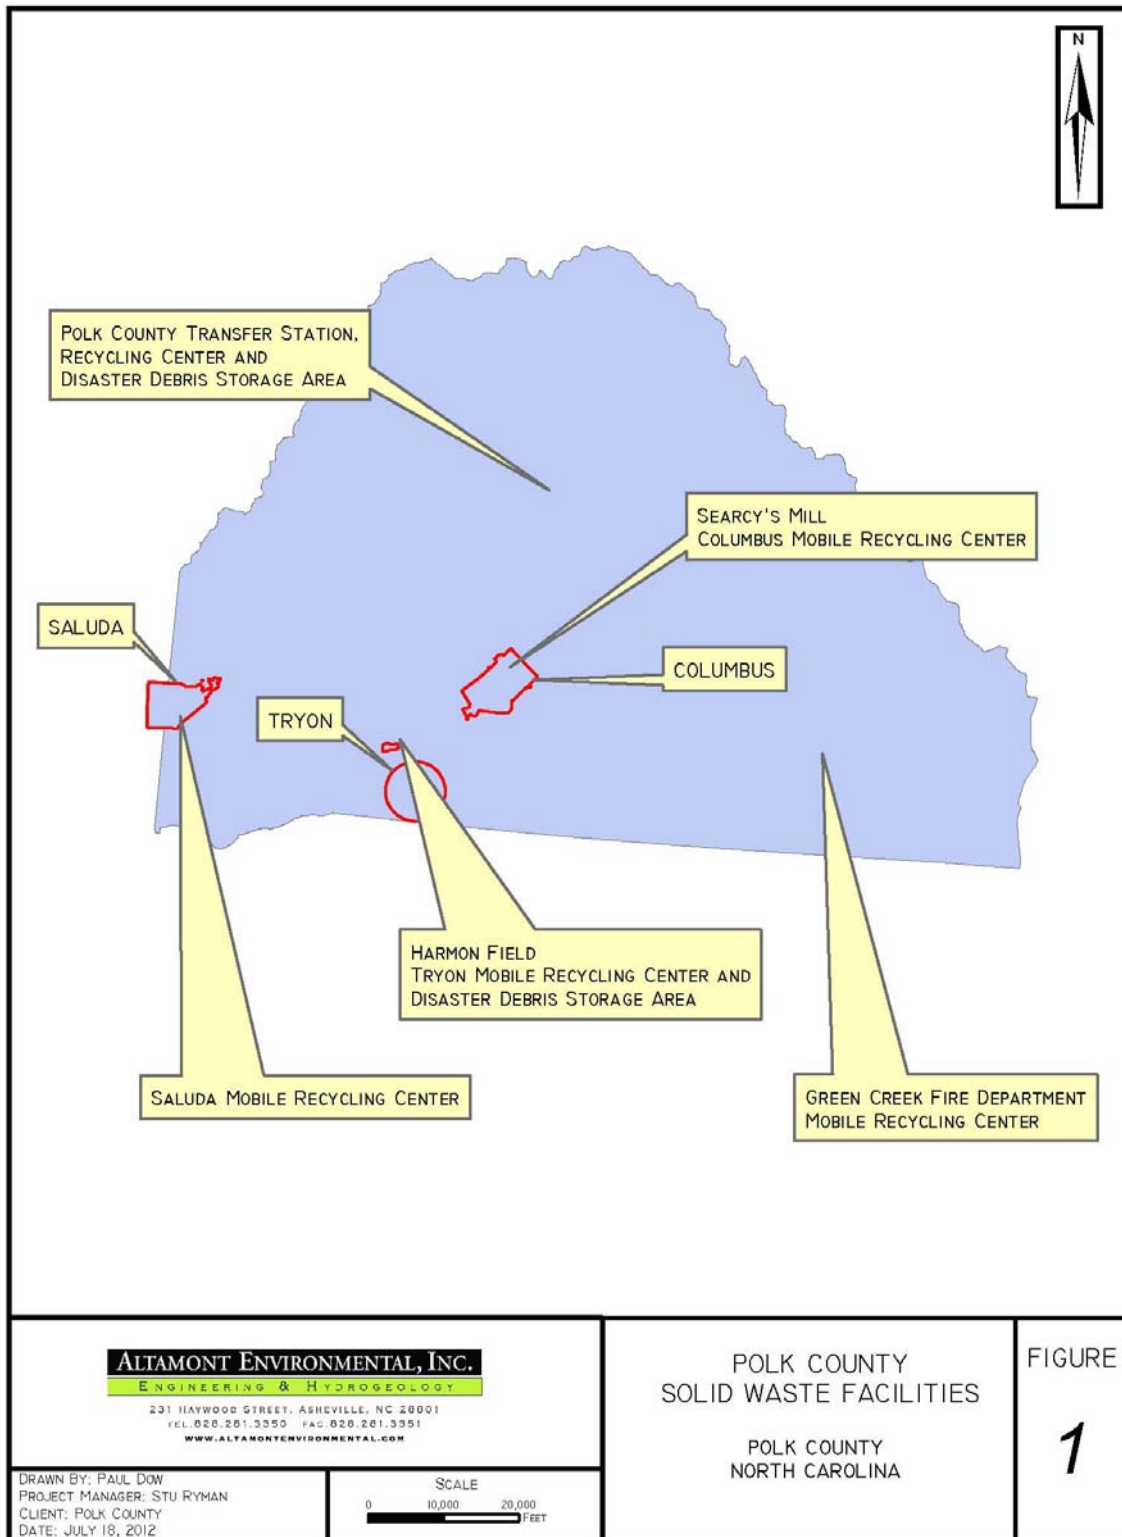 N
POLK COUNTY TRANSFER STATION,
RECYCLING CENTER AND
DISASTER DEBRIS STORAGE AREA
SEARCY'S MILL
COLUMBUS MOBILE RECYCLING CENTER
SALUDA
COLUMBUS
TRYON
HARMON FIELD
TRYON MOBILE RECYCLING CENTER AND
DISASTER DEBRIS STORAGE AREA
SALUDA MOBILE RECYCLING CENTER
GREEN CREEK FIRE DEPARTMENT
MOBILE RECYCLING CENTER
ALTAMONT ENVIRONMENTAL, INC.
ENGINEERING & HYDROGEOLOGY
231 HAYWOOD STREET, ASHEVILLE, NC 28801
TEL.828.281.3350 FAC.828.281.3351
WWW.ALTAMONTENVIRONMENTAL.COM
DRAWN BY: PAUL DOW
PROJECT MANAGER: STU RYMAN
CLIENT: POLK COUNTY
DATE: JULY 18, 2012
SCALE
0 10,000 20,000
FEET
POLK COUNTY
SOLID WASTE FACILITIES
POLK COUNTY
NORTH CAROLINA
FIGURE
1